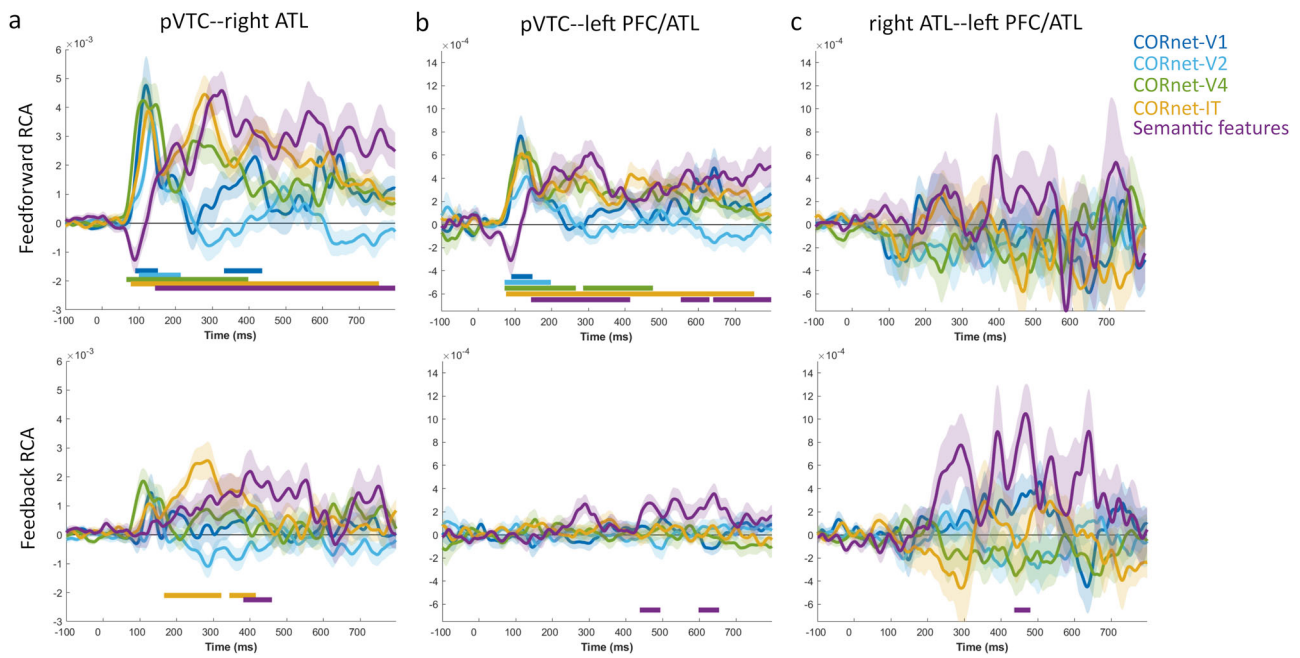 a
pVTC--right ATL
b
pVTC--left PFC/ATL
c
right ATL--left PFC/ATL
CORnet-V1
CORnet-V2
CORnet-V4
CORnet-IT
Semantic features
Feedforward RCA
×10⁻³
6
5
4
3
2
1
0
-1
-2
-3
-100 0 100 200 300 400 500 600 700
Time (ms)
×10⁻⁴
14
12
10
8
6
4
2
0
-2
-4
-6
-100 0 100 200 300 400 500 600 700
Time (ms)
×10⁻⁴
14
12
10
8
6
4
2
0
-2
-4
-6
-100 0 100 200 300 400 500 600 700
Time (ms)
Feedback RCA
×10⁻³
6
5
4
3
2
1
0
-1
-2
-3
-100 0 100 200 300 400 500 600 700
Time (ms)
×10⁻⁴
14
12
10
8
6
4
2
0
-2
-4
-6
-100 0 100 200 300 400 500 600 700
Time (ms)
×10⁻⁴
14
12
10
8
6
4
2
0
-2
-4
-6
-100 0 100 200 300 400 500 600 700
Time (ms)